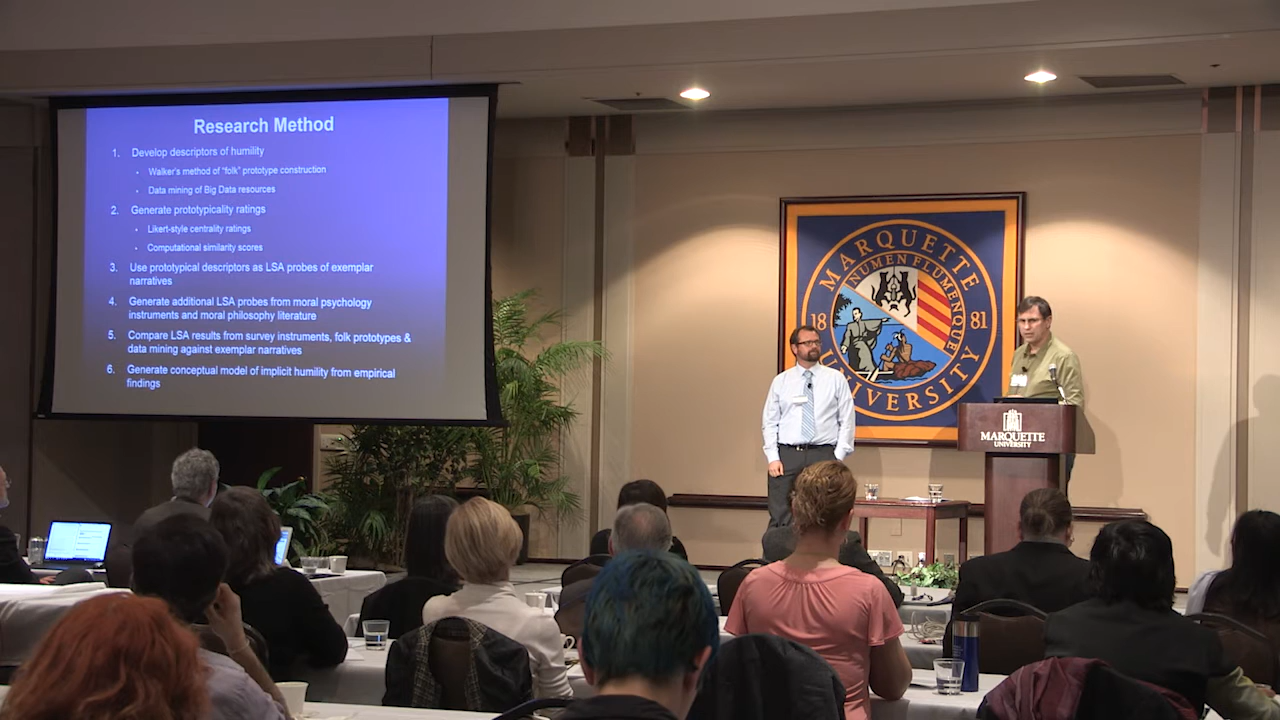 Research Method
1. Develop descriptors of humility
• Walker's method of "folk" prototype construction
• Data mining of Big Data resources
2. Generate prototypicality ratings
• Likert-style centrality ratings
• Computational similarity scores
3. Use prototypical descriptors as LSA probes of exemplar
narratives
4. Generate additional LSA probes from moral psychology
instruments and moral philosophy literature
5. Compare LSA results from survey instruments, folk prototypes &
data mining against exemplar narratives
6. Generate conceptual model of implicit humility from empirical
findings
MARQUETTE
NUMEN FLUMENQUE
18 81
UNIVERSITY
MARQUETTE
UNIVERSITY